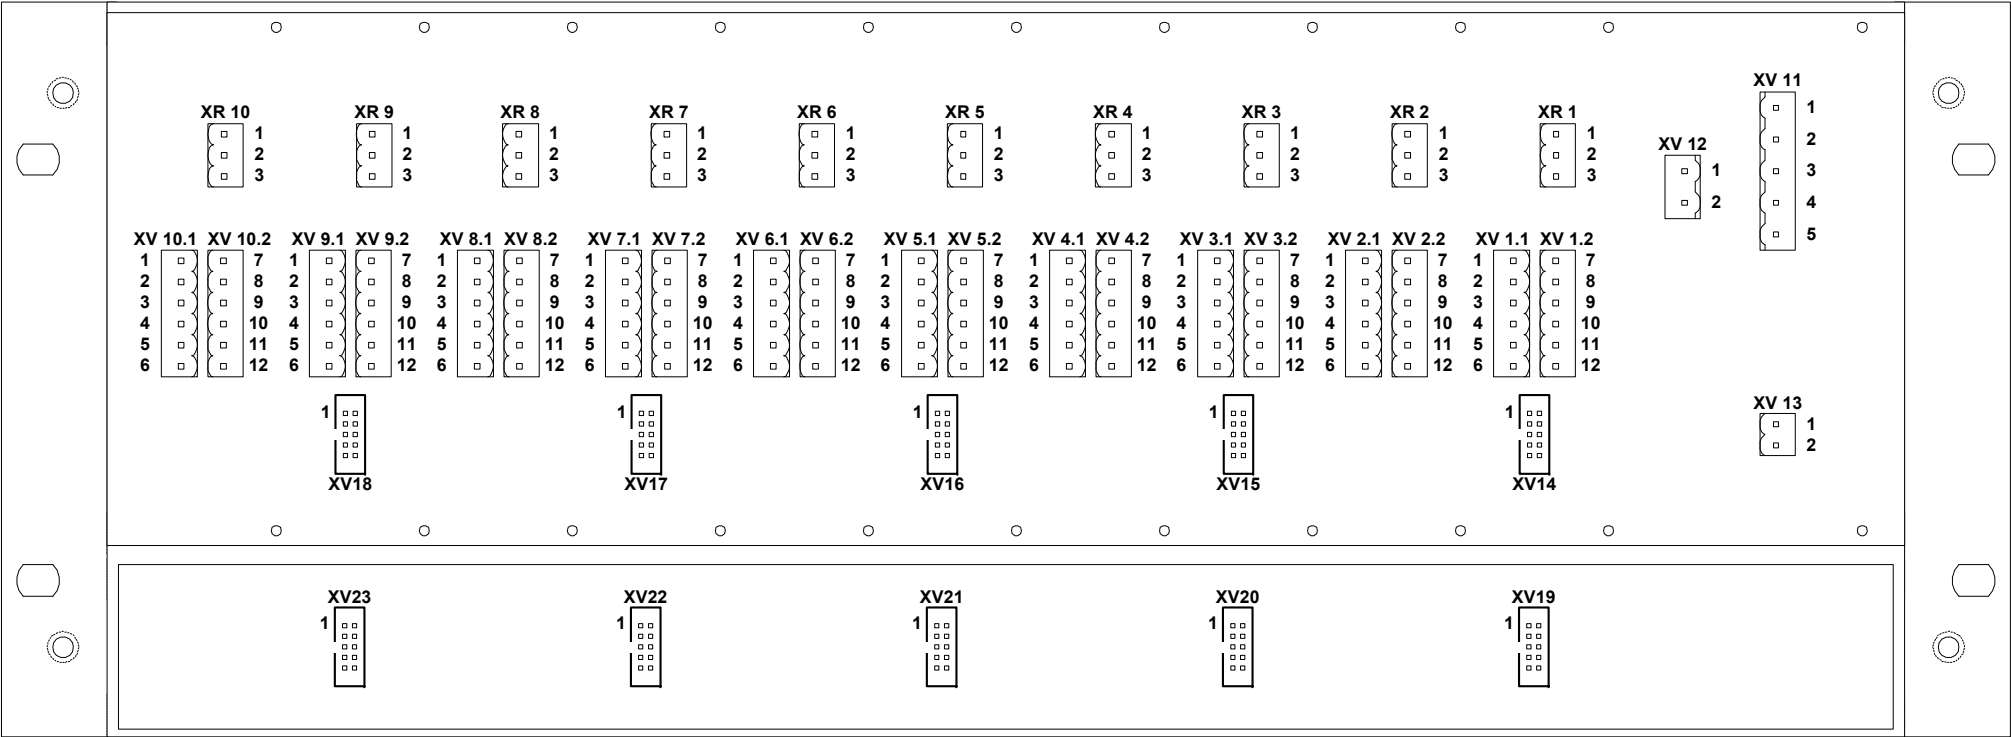 XV 11
XR 10 XR 9 XR 8 XR 7 XR 6 XR 5 XR 4 XR 3 XR 2 XR 1
1
1 1 1 1 1 1 1 1 1 1
2
XV 12
2 2 2 2 2 2 2 2 2 2
1 3
3 3 3 3 3 3 3 3 3 3
2 4
5
XV 10.1 XV 10.2 XV 9.1 XV 9.2 XV 8.1 XV 8.2 XV 7.1 XV 7.2 XV 6.1 XV 6.2 XV 5.1 XV 5.2 XV 4.1 XV 4.2 XV 3.1 XV 3.2 XV 2.1 XV 2.2 XV 1.1 XV 1.2
1 7 1 7 1 7 1 7 1 7 1 7 1 7 1 7 1 7 1 7
2 8 2 8 2 8 2 8 2 8 2 8 2 8 2 8 2 8 2 8
3 9 3 9 3 9 3 9 3 9 3 9 3 9 3 9 3 9 3 9
4 10 4 10 4 10 4 10 4 10 4 10 4 10 4 10 4 10 4 10
5 11 5 11 5 11 5 11 5 11 5 11 5 11 5 11 5 11 5 11
6 12 6 12 6 12 6 12 6 12 6 12 6 12 6 12 6 12 6 12
XV 13
1 1 1 1 1
1
2
XV18 XV17 XV16 XV15 XV14
XV23 XV22 XV21 XV20 XV19
1 1 1 1 1